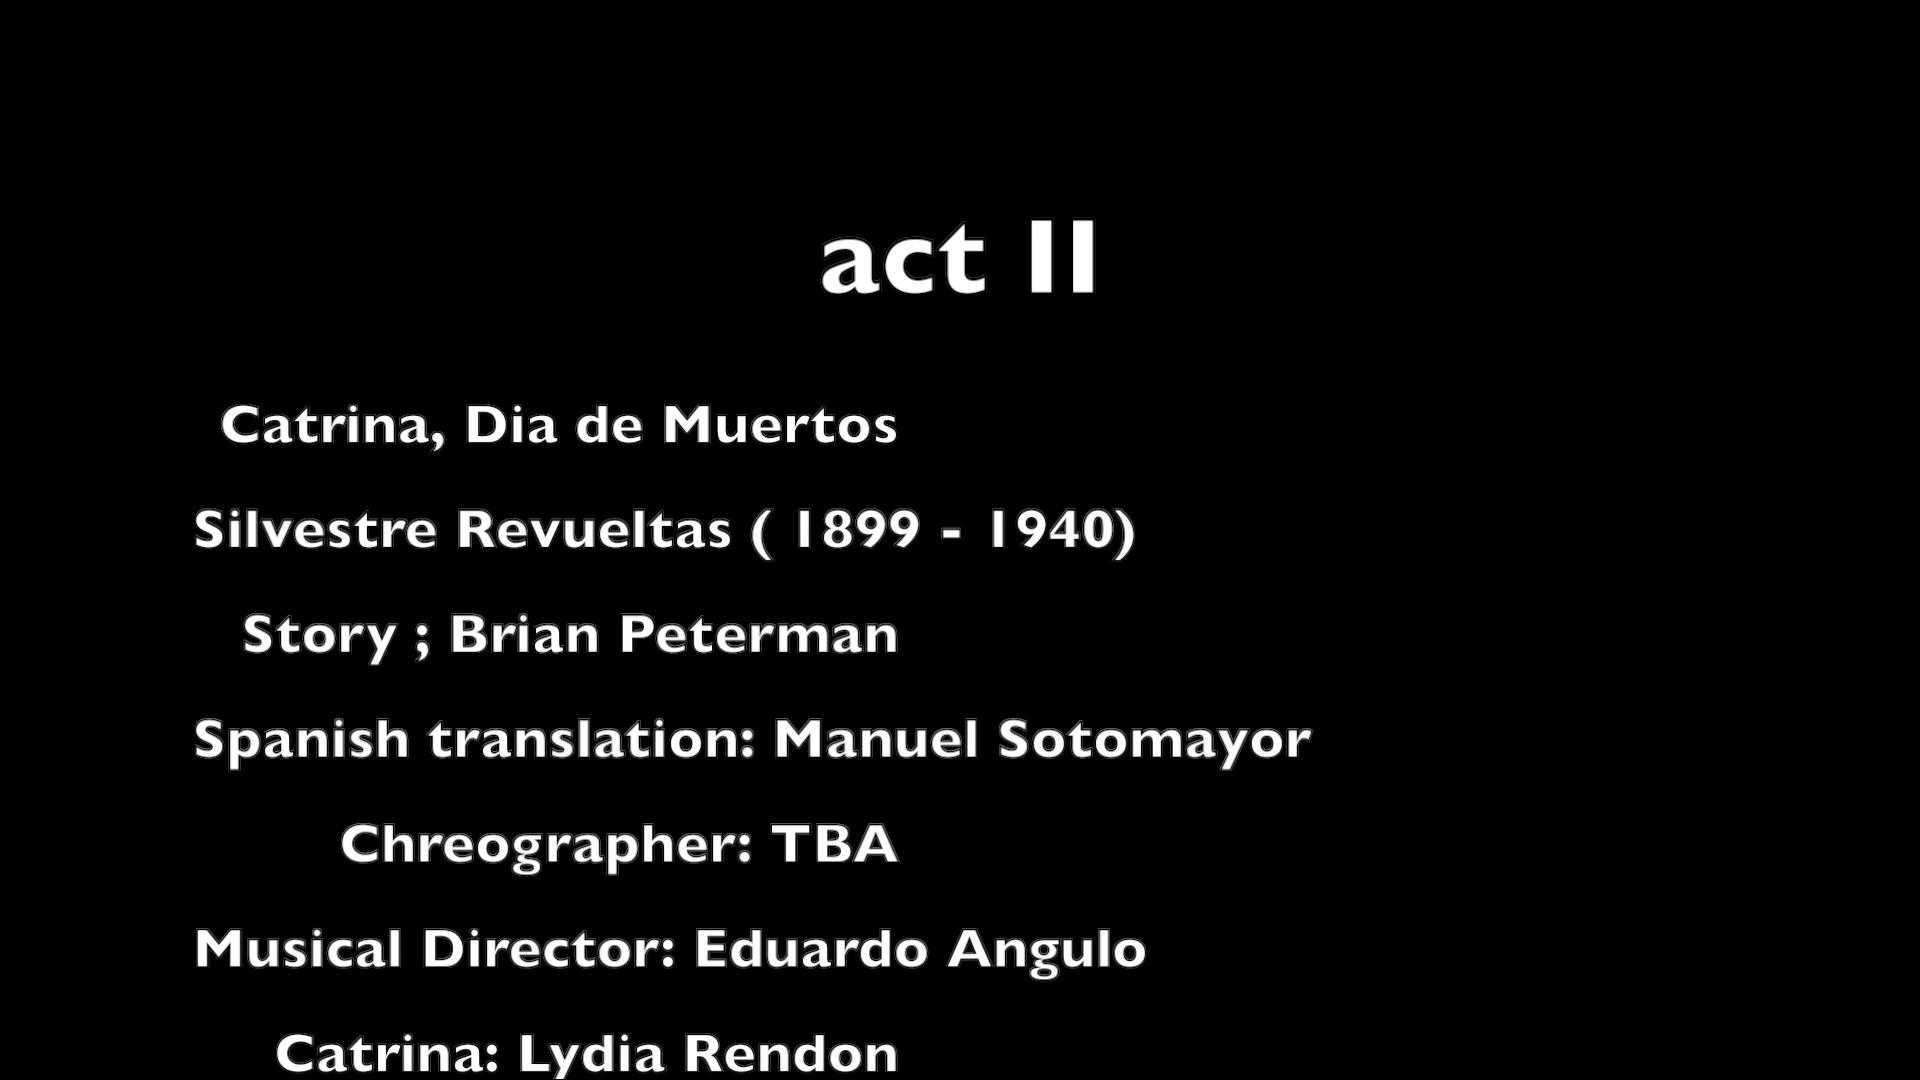 act II
Catrina, Dia de Muertos
Silvestre Revueltas ( 1899 - 1940)
Story ; Brian Peterman
Spanish translation: Manuel Sotomayor
Chreographer: TBA
Musical Director: Eduardo Angulo
Catrina: Lydia Rendon